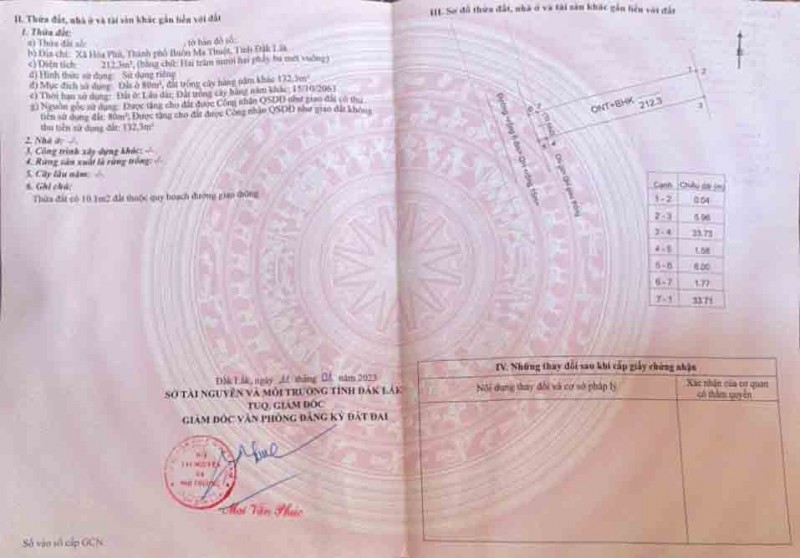 II. Thửa đất, nhà ở và tài sản khác gắn liền với đất
1. Thửa đất:
a) Thửa đất số: , tờ bản đồ số:
b) Địa chỉ: Xã Hòa Phú, Thành phố Buôn Ma Thuột, Tỉnh Đắk Lắk
c) Diện tích: 212,3m², (bằng chữ: Hai trăm mười hai phẩy ba mét vuông)
d) Hình thức sử dụng: Sử dụng riêng
đ) Mục đích sử dụng: Đất ở 80m², đất trồng cây hàng năm khác 132,3m²
e) Thời hạn sử dụng: Đất ở: Lâu dài; Đất trồng cây hàng năm khác: 15/10/2063
g) Nguồn gốc sử dụng: Được tặng cho đất được Công nhận QSDĐ như giao đất có thu
tiền sử dụng đất: 80m²; Được tặng cho đất được Công nhận QSDĐ như giao đất không
thu tiền sử dụng đất: 132,3m²
2. Nhà ở: -/-.
3. Công trình xây dựng khác: -/-.
4. Rừng sản xuất là rừng trồng: -/-.
5. Cây lâu năm: -/-.
6. Ghi chú:
Thửa đất có 10.1m2 đất thuộc quy hoạch đường giao thông
Đắk Lắk, ngày tháng 01 năm 2023
SỞ TÀI NGUYÊN VÀ MÔI TRƯỜNG TỈNH ĐẮK LẮK
TUQ. GIÁM ĐỐC
GIÁM ĐỐC VĂN PHÒNG ĐĂNG KÝ ĐẤT ĐAI
SỞ
TÀI NGUYÊN
VÀ
MÔI TRƯỜNG
Mai Văn Phúc
Số vào sổ cấp GCN
III. Sơ đồ thửa đất, nhà ở và tài sản khác gắn liền với đất
1 2
3
6 7
5 4
ONT+BHK 212.3
Cạnh Chiều dài (m)
1 - 2 0.04
2 - 3 5.96
3 - 4 33.73
4 - 5 1.58
5 - 6 6.00
6 - 7 1.77
7 - 1 33.71
IV. Những thay đổi sau khi cấp giấy chứng nhận
Nội dung thay đổi và cơ sở pháp lý
Xác nhận của cơ quan
có thẩm quyền